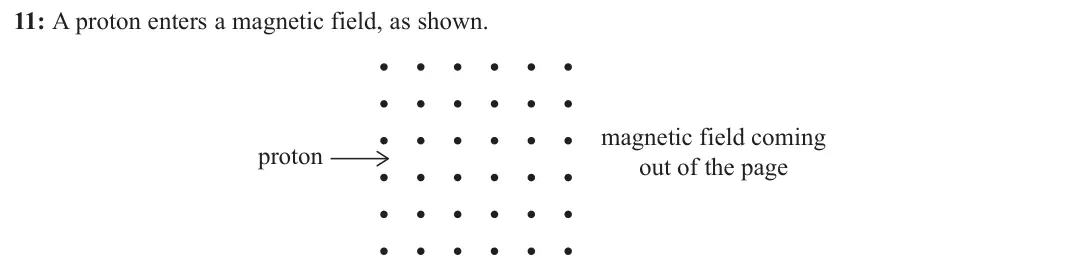 11: A proton enters a magnetic field, as shown.
proton
magnetic field coming
out of the page